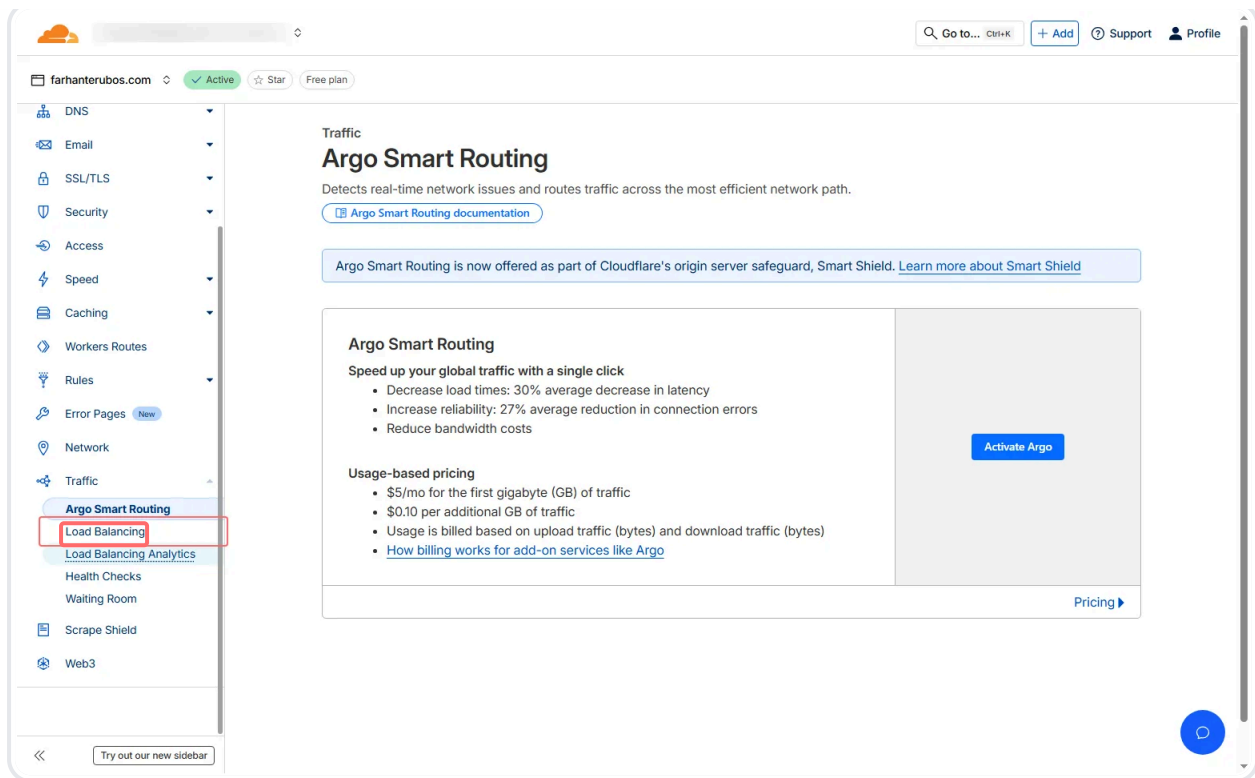 Go to... Ctrl+K
+ Add
Support
Profile
farhanterubos.com
Active
Star
Free plan
DNS
Email
SSL/TLS
Security
Access
Speed
Caching
Workers Routes
Rules
Error Pages New
Network
Traffic
Argo Smart Routing
Load Balancing
Load Balancing Analytics
Health Checks
Waiting Room
Scrape Shield
Web3
Try out our new sidebar
Traffic
Argo Smart Routing
Detects real-time network issues and routes traffic across the most efficient network path.
Argo Smart Routing documentation
Argo Smart Routing is now offered as part of Cloudflare's origin server safeguard, Smart Shield. Learn more about Smart Shield
Argo Smart Routing
Speed up your global traffic with a single click
• Decrease load times: 30% average decrease in latency
• Increase reliability: 27% average reduction in connection errors
• Reduce bandwidth costs
Usage-based pricing
• $5/mo for the first gigabyte (GB) of traffic
• $0.10 per additional GB of traffic
• Usage is billed based on upload traffic (bytes) and download traffic (bytes)
• How billing works for add-on services like Argo
Activate Argo
Pricing